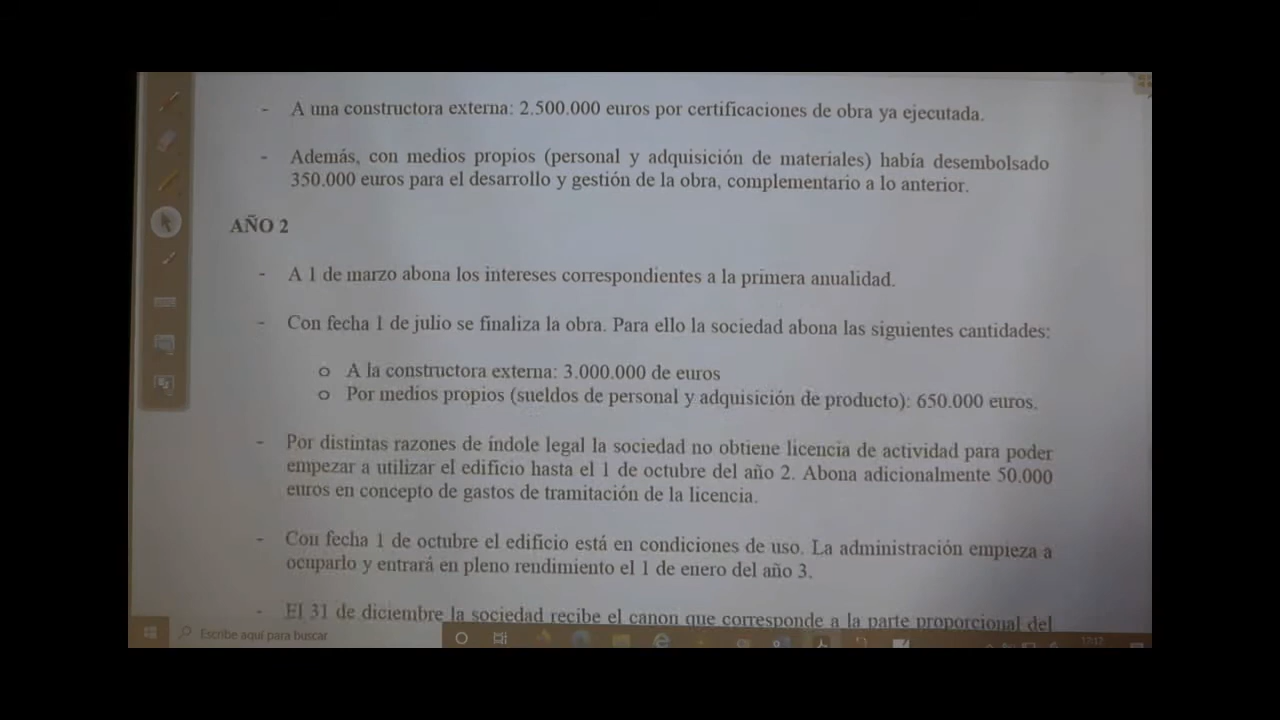 - A una constructora externa: 2.500.000 euros por certificaciones de obra ya ejecutada.
- Además, con medios propios (personal y adquisición de materiales) había desembolsado
350.000 euros para el desarrollo y gestión de la obra, complementario a lo anterior.
AÑO 2
- A 1 de marzo abona los intereses correspondientes a la primera anualidad.
- Con fecha 1 de julio se finaliza la obra. Para ello la sociedad abona las siguientes cantidades:
o A la constructora externa: 3.000.000 de euros
o Por medios propios (sueldos de personal y adquisición de producto): 650.000 euros.
- Por distintas razones de índole legal la sociedad no obtiene licencia de actividad para poder
empezar a utilizar el edificio hasta el 1 de octubre del año 2. Abona adicionalmente 50.000
euros en concepto de gastos de tramitación de la licencia.
- Con fecha 1 de octubre el edificio está en condiciones de uso. La administración empieza a
ocuparlo y entrará en pleno rendimiento el 1 de enero del año 3.
- El 31 de diciembre la sociedad recibe el canon que corresponde a la parte proporcional del
Escribe aquí para buscar
17:17